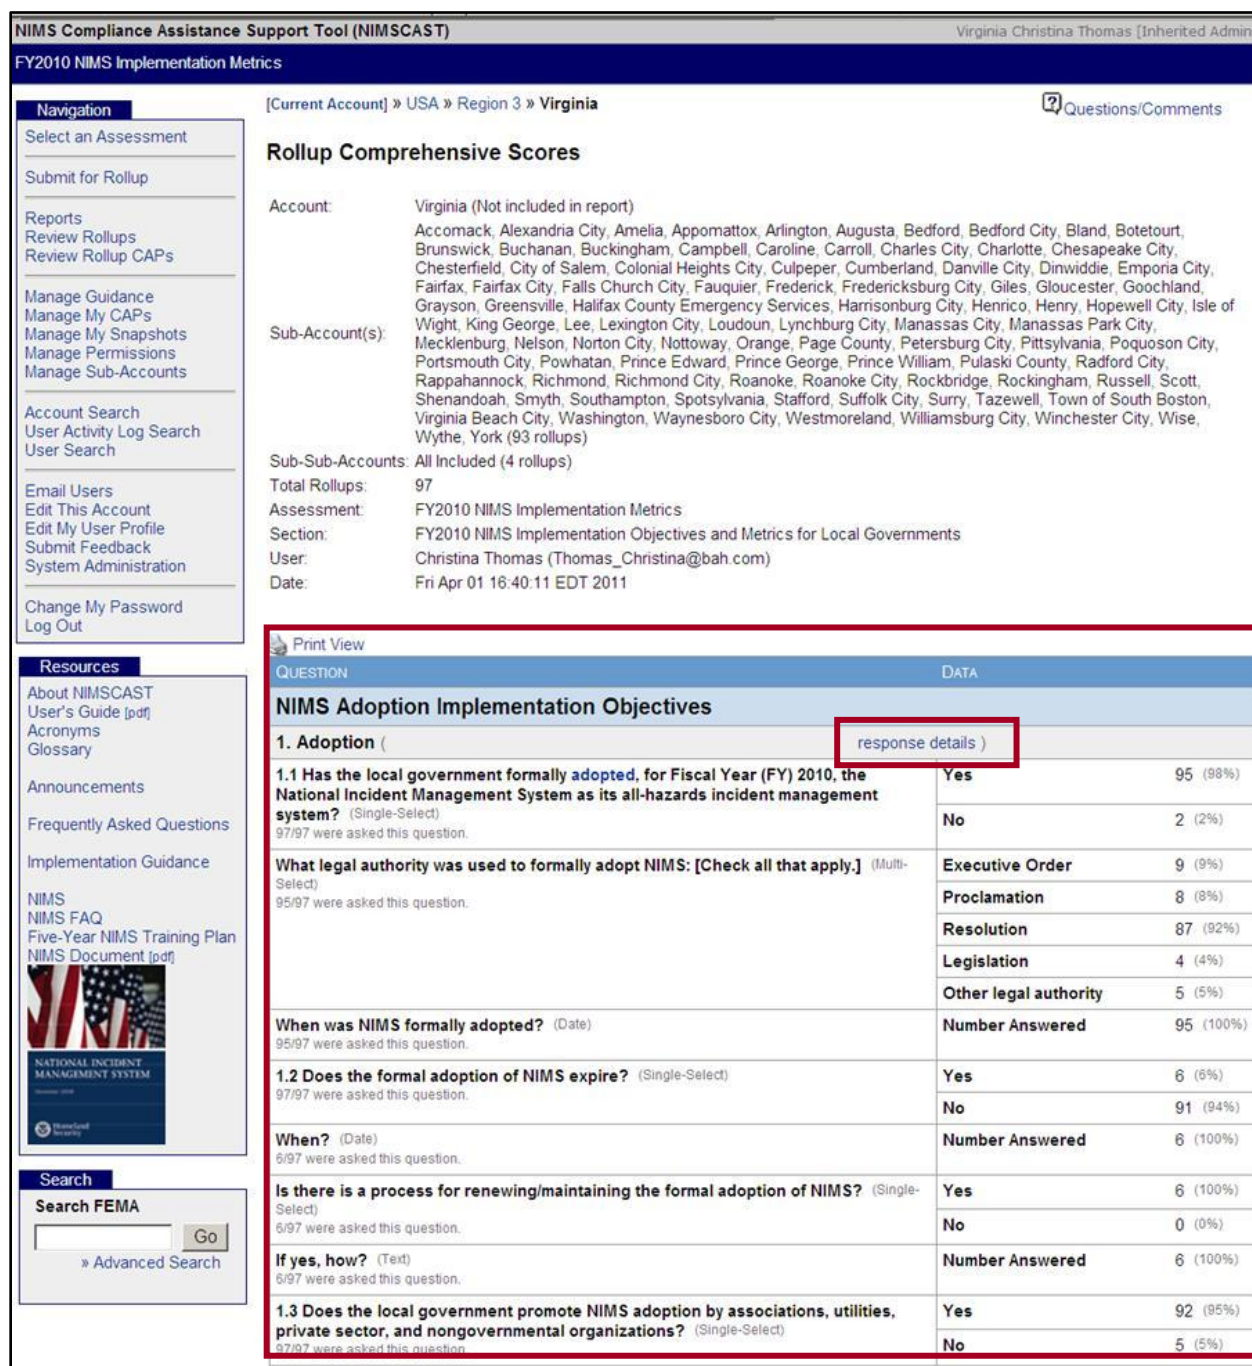 NIMS Compliance Assistance Support Tool (NIMSCAST)
Virginia Christina Thomas [Inherited Admin
FY2010 NIMS Implementation Metrics
Navigation
Select an Assessment
Submit for Rollup
Reports
Review Rollups
Review Rollup CAPs
Manage Guidance
Manage My CAPs
Manage My Snapshots
Manage Permissions
Manage Sub-Accounts
Account Search
User Activity Log Search
User Search
Email Users
Edit This Account
Edit My User Profile
Submit Feedback
System Administration
Change My Password
Log Out
Resources
About NIMSCAST
User's Guide [pdf]
Acronyms
Glossary
Announcements
Frequently Asked Questions
Implementation Guidance
NIMS
NIMS FAQ
Five-Year NIMS Training Plan
NIMS Document [pdf]
NATIONAL INCIDENT
MANAGEMENT SYSTEM
Homeland
Security
Search
Search FEMA
Go
» Advanced Search
[Current Account] » USA » Region 3 » Virginia
Questions/Comments
Rollup Comprehensive Scores
Account: Virginia (Not included in report)
Sub-Account(s):
Accomack, Alexandria City, Amelia, Appomattox, Arlington, Augusta, Bedford, Bedford City, Bland, Botetourt,
Brunswick, Buchanan, Buckingham, Campbell, Caroline, Carroll, Charles City, Charlotte, Chesapeake City,
Chesterfield, City of Salem, Colonial Heights City, Culpeper, Cumberland, Danville City, Dinwiddie, Emporia City,
Fairfax, Fairfax City, Falls Church City, Fauquier, Frederick, Fredericksburg City, Giles, Gloucester, Goochland,
Grayson, Greensville, Halifax County Emergency Services, Harrisonburg City, Henrico, Henry, Hopewell City, Isle of
Wight, King George, Lee, Lexington City, Loudoun, Lynchburg City, Manassas City, Manassas Park City,
Mecklenburg, Nelson, Norton City, Nottoway, Orange, Page County, Petersburg City, Pittsylvania, Poquoson City,
Portsmouth City, Powhatan, Prince Edward, Prince George, Prince William, Pulaski County, Radford City,
Rappahannock, Richmond, Richmond City, Roanoke, Roanoke City, Rockbridge, Rockingham, Russell, Scott,
Shenandoah, Smyth, Southampton, Spotsylvania, Stafford, Suffolk City, Surry, Tazewell, Town of South Boston,
Virginia Beach City, Washington, Waynesboro City, Westmoreland, Williamsburg City, Winchester City, Wise,
Wythe, York (93 rollups)
Sub-Sub-Accounts: All Included (4 rollups)
Total Rollups: 97
Assessment: FY2010 NIMS Implementation Metrics
Section: FY2010 NIMS Implementation Objectives and Metrics for Local Governments
User: Christina Thomas (Thomas_Christina@bah.com)
Date: Fri Apr 01 16:40:11 EDT 2011
Print View
QUESTION DATA
NIMS Adoption Implementation Objectives
1. Adoption ( response details )
1.1 Has the local government formally adopted, for Fiscal Year (FY) 2010, the
National Incident Management System as its all-hazards incident management
system? (Single-Select)
97/97 were asked this question.
Yes 95 (98%)
No 2 (2%)
What legal authority was used to formally adopt NIMS: [Check all that apply.] (Multi-
Select)
95/97 were asked this question.
Executive Order 9 (9%)
Proclamation 8 (8%)
Resolution 87 (92%)
Legislation 4 (4%)
Other legal authority 5 (5%)
When was NIMS formally adopted? (Date)
95/97 were asked this question.
Number Answered 95 (100%)
1.2 Does the formal adoption of NIMS expire? (Single-Select)
97/97 were asked this question.
Yes 6 (6%)
No 91 (94%)
When? (Date)
6/97 were asked this question.
Number Answered 6 (100%)
Is there is a process for renewing/maintaining the formal adoption of NIMS? (Single-
Select)
6/97 were asked this question.
Yes 6 (100%)
No 0 (0%)
If yes, how? (Text)
6/97 were asked this question.
Number Answered 6 (100%)
1.3 Does the local government promote NIMS adoption by associations, utilities,
private sector, and nongovernmental organizations? (Single-Select)
97/97 were asked this question.
Yes 92 (95%)
No 5 (5%)